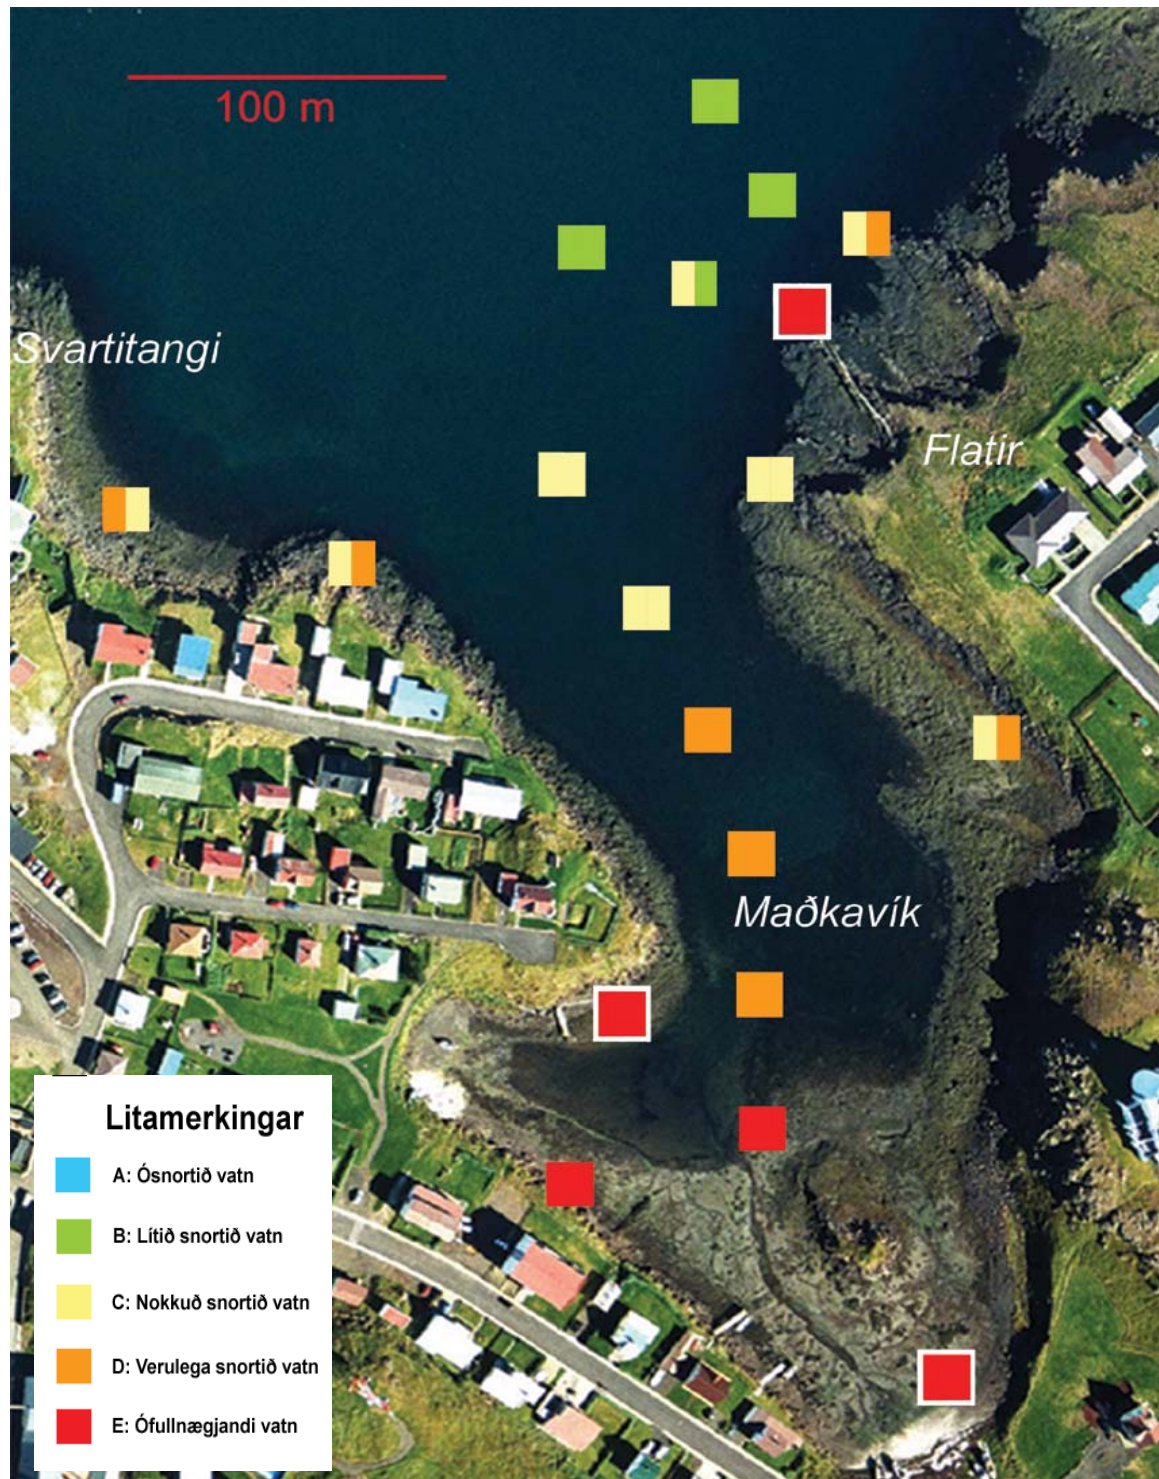 100 m
Svartitangi
Flatir
Maðkavík
Litamerkingar
A: Ósnortið vatn
B: Lítið snortið vatn
C: Nokkuð snortið vatn
D: Verulega snortið vatn
E: Ófullnægjandi vatn